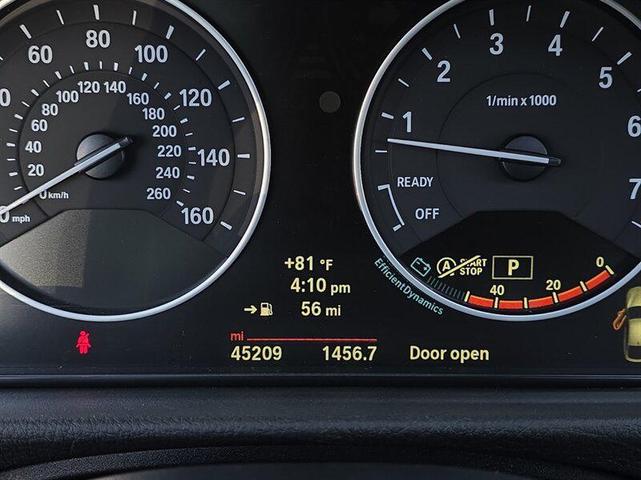 60 80 100 120 140 160
0 mph
0 km/h 20 40 60 80 100 120 140 160 180 200 220 240 260
1 2 3 4 5 6 7
1/min x 1000
READY
OFF
A START
STOP
P
40 20 0
EfficientDynamics
+81 °F
4:10 pm
56 mi
mi
45209 1456.7 Door open